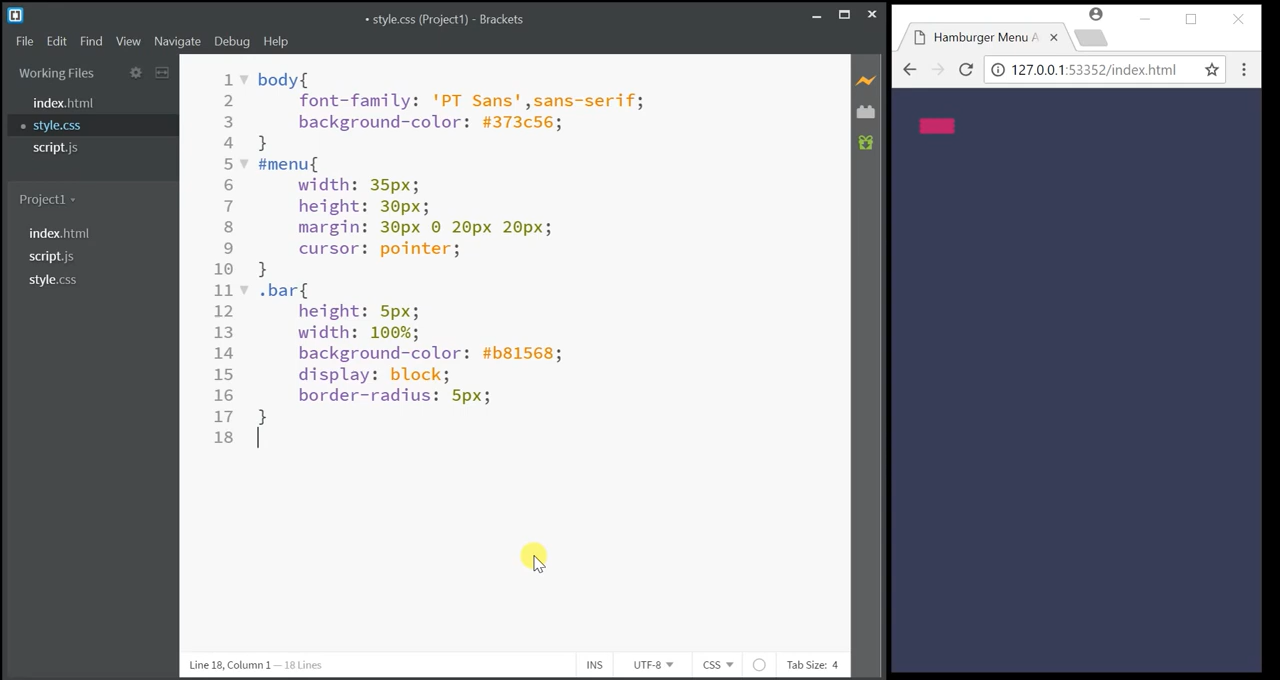 • style.css (Project1) - Brackets
File Edit Find View Navigate Debug Help
Working Files
index.html
• style.css
script.js
Project1
index.html
script.js
style.css
1 body{
2 font-family: 'PT Sans',sans-serif;
3 background-color: #373c56;
4 }
5 #menu{
6 width: 35px;
7 height: 30px;
8 margin: 30px 0 20px 20px;
9 cursor: pointer;
10 }
11 .bar{
12 height: 5px;
13 width: 100%;
14 background-color: #b81568;
15 display: block;
16 border-radius: 5px;
17 }
18
Line 18, Column 1 — 18 Lines
INS UTF-8 CSS Tab Size: 4
Hamburger Menu A
127.0.0.1:53352/index.html